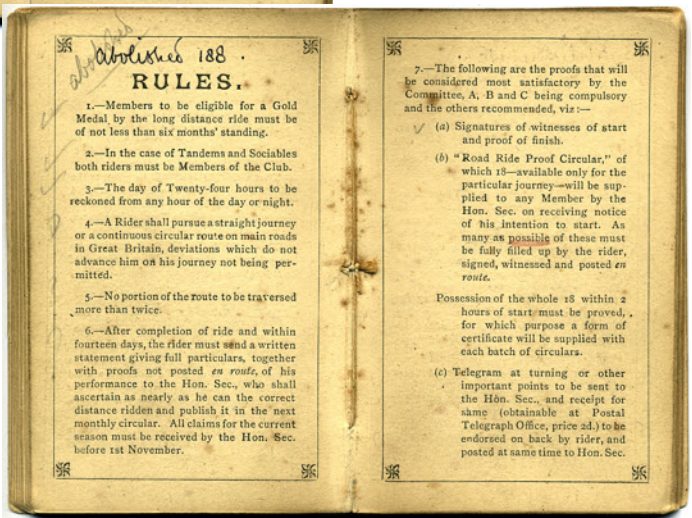 abolished
Abolished 188 .
RULES.
1.—Members to be eligible for a Gold
Medal by the long distance ride must be
of not less than six months' standing.
2.—In the case of Tandems and Sociables
both riders must be Members of the Club.
3.—The day of Twenty-four hours to be
reckoned from any hour of the day or night.
4.—A Rider shall pursue a straight journey
or a continuous circular route on main roads
in Great Britain, deviations which do not
advance him on his journey not being per-
mitted.
5.—No portion of the route to be traversed
more than twice.
6.—After completion of ride and within
fourteen days, the rider must send a written
statement giving full particulars, together
with proofs not posted en route, of his
performance to the Hon. Sec., who shall
ascertain as nearly as he can the correct
distance ridden and publish it in the next
monthly circular. All claims for the current
season must be received by the Hon. Sec.
before 1st November.
7.—The following are the proofs that will
be considered most satisfactory by the
Committee, A, B and C being compulsory
and the others recommended, viz:—
(a) Signatures of witnesses of start
and proof of finish.
(b) "Road Ride Proof Circular," of
which 18—available only for the
particular journey—will be sup-
plied to any Member by the
Hon. Sec. on receiving notice
of his intention to start. As
many as possible of these must
be fully filled up by the rider,
signed, witnessed and posted en
route.
Possession of the whole 18 within 2
hours of start must be proved,
for which purpose a form of
certificate will be supplied with
each batch of circulars.
(c) Telegram at turning or other
important points to be sent to
the Hon. Sec., and receipt for
same (obtainable at Postal
Telegraph Office, price 2d.) to be
endorsed on back by rider, and
posted at same time to Hon. Sec.